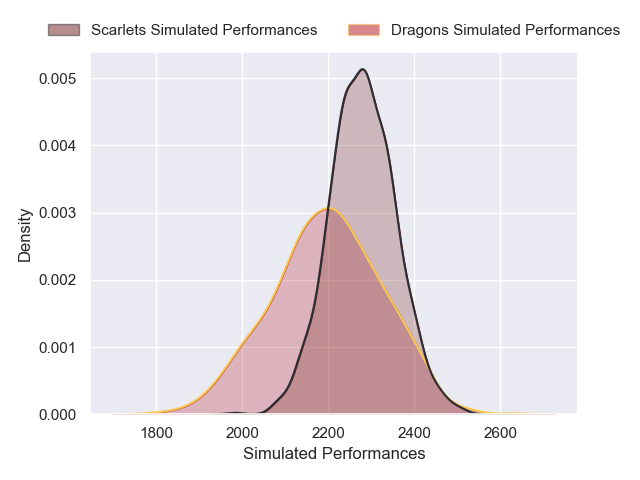 Scarlets Simulated Performances
Dragons Simulated Performances
0.005
0.004
0.003
0.002
0.001
0.000
Density
1800
2000
2200
2400
2600
Simulated Performances